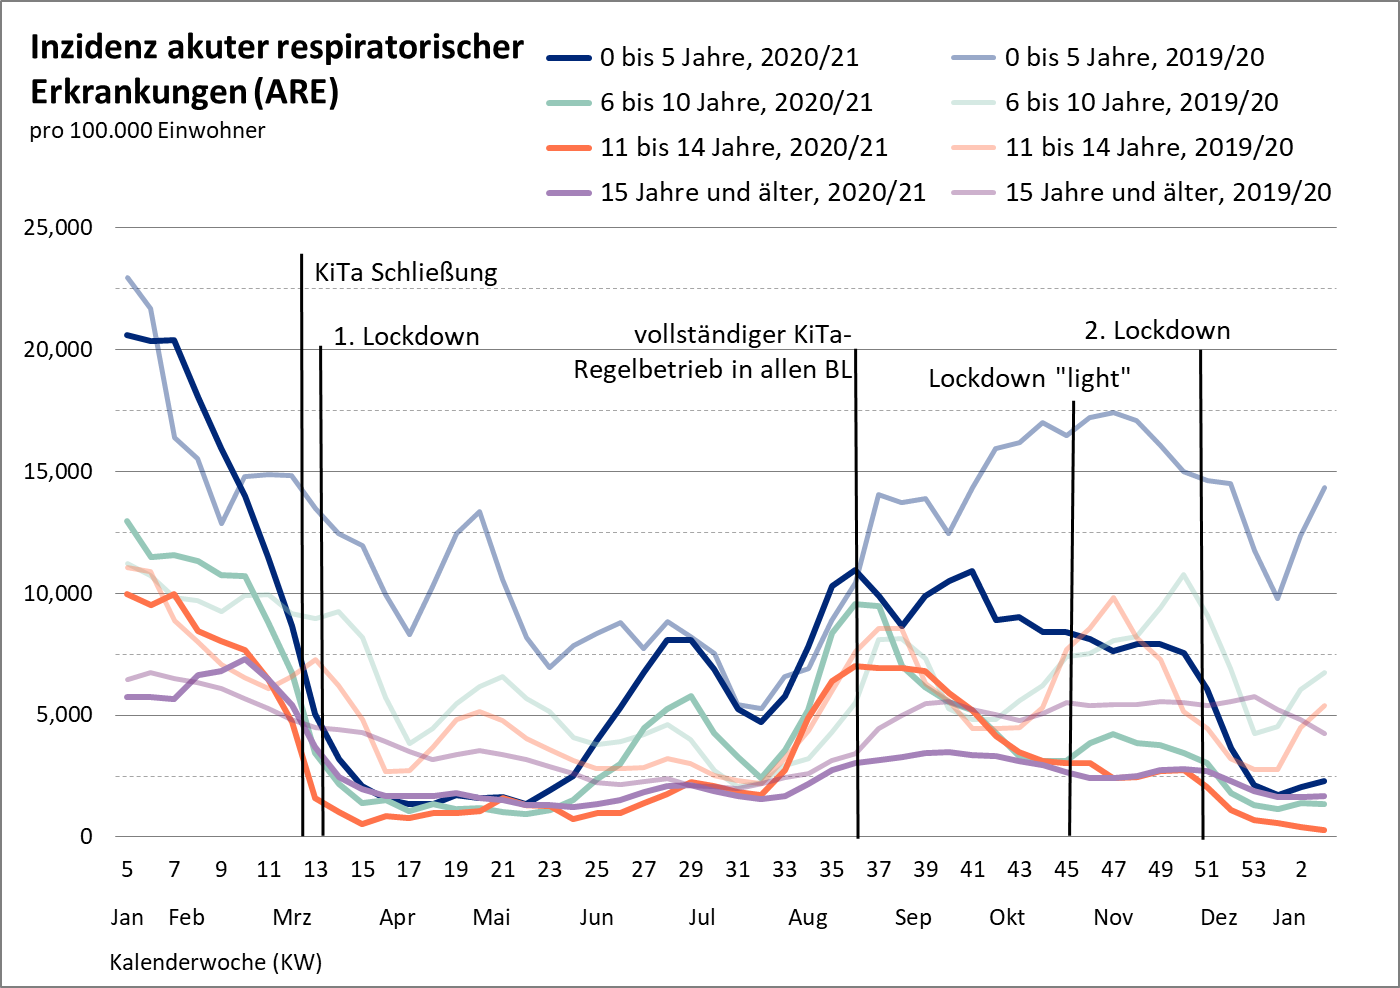 Inzidenz akuter respiratorischer
Erkrankungen (ARE)
pro 100.000 Einwohner
0 bis 5 Jahre, 2020/21
0 bis 5 Jahre, 2019/20
6 bis 10 Jahre, 2020/21
6 bis 10 Jahre, 2019/20
11 bis 14 Jahre, 2020/21
11 bis 14 Jahre, 2019/20
15 Jahre und älter, 2020/21
15 Jahre und älter, 2019/20
25,000
KiTa Schließung
1. Lockdown
vollständiger KiTa-
Regelbetrieb in allen BL
2. Lockdown
Lockdown "light"
20,000
15,000
10,000
5,000
0
5 7 9 11 13 15 17 19 21 23 25 27 29 31 33 35 37 39 41 43 45 47 49 51 53 2
Jan Feb Mrz Apr Mai Jun Jul Aug Sep Okt Nov Dez Jan
Kalenderwoche (KW)